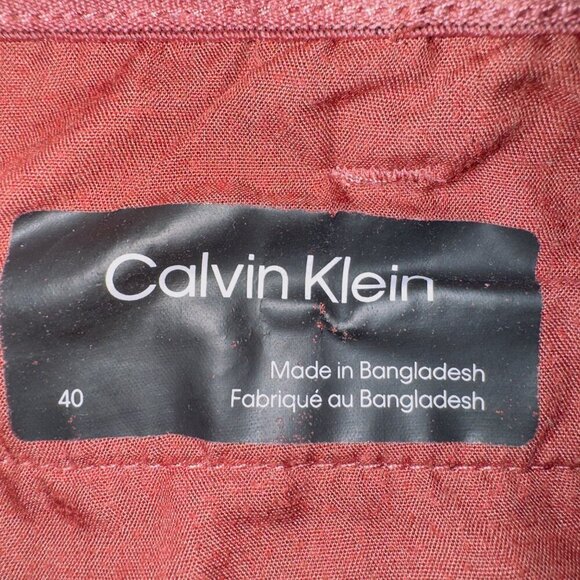 Calvin Klein
Made in Bangladesh
40 Fabriqué au Bangladesh